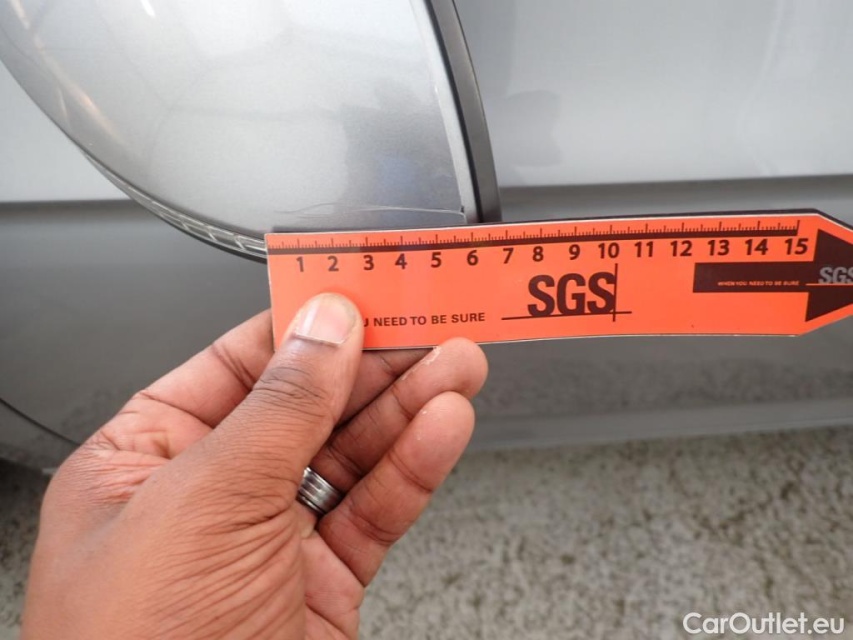 1 2 3 4 5 6 7 8 9 10 11 12 13 14 15
WHEN YOU NEED TO BE SURE SGS
U NEED TO BE SURE
SGS
CarOutlet.eu